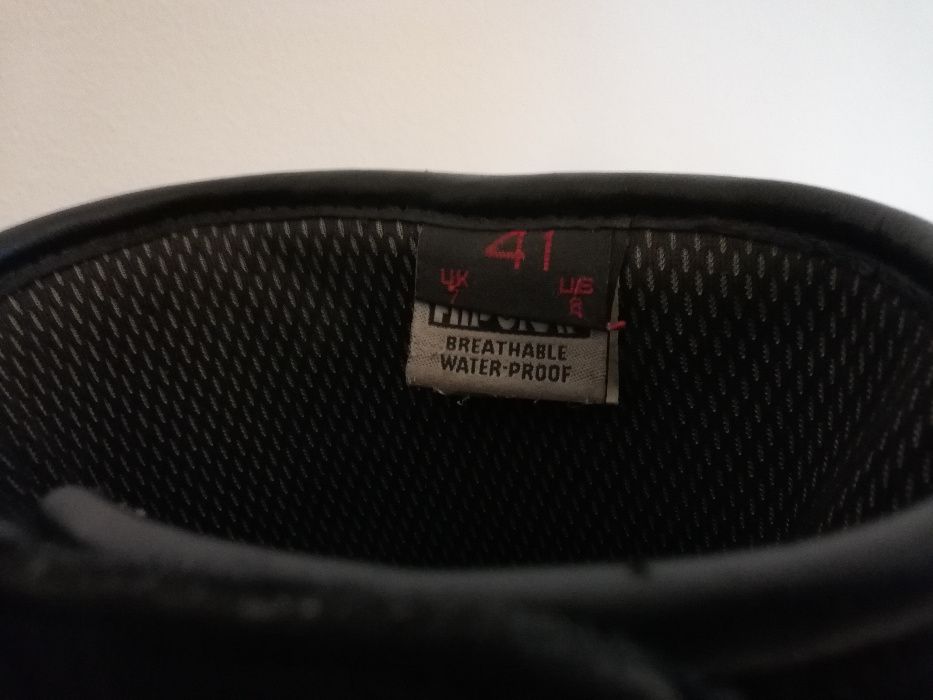 41
UK US
7 8
BREATHABLE
WATER-PROOF